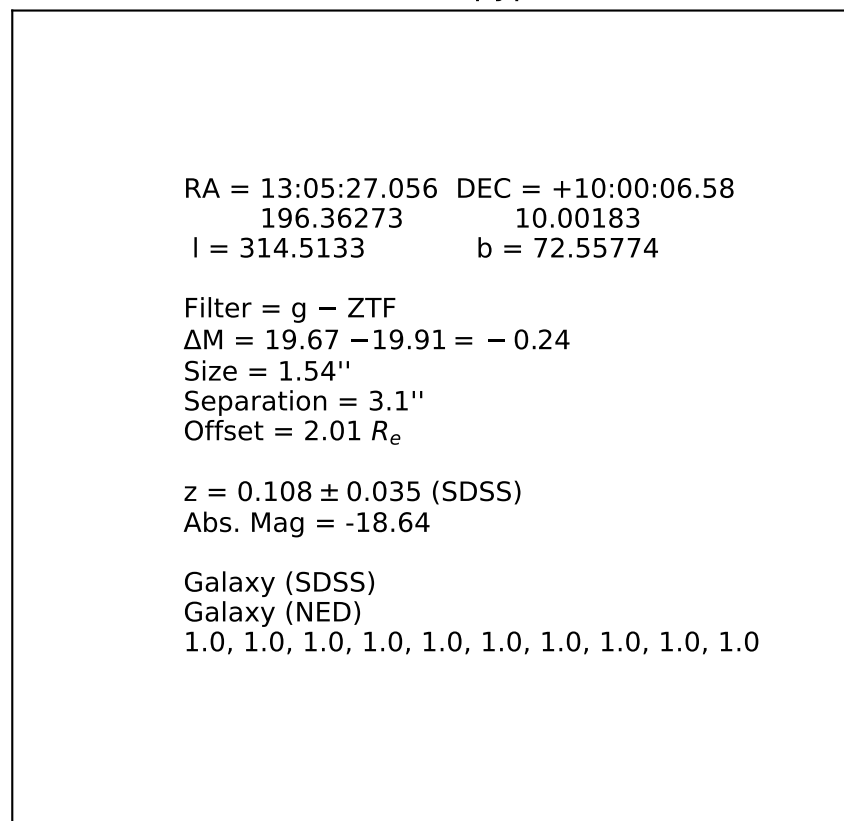 RA = 13:05:27.056  DEC = +10:00:06.58
196.36273  10.00183
l = 314.5133  b = 72.55774
Filter = g − ZTF
ΔM = 19.67 −19.91 = − 0.24
Size = 1.54''
Separation = 3.1''
Offset = 2.01 Re
z = 0.108 ± 0.035 (SDSS)
Abs. Mag = -18.64
Galaxy (SDSS)
Galaxy (NED)
1.0, 1.0, 1.0, 1.0, 1.0, 1.0, 1.0, 1.0, 1.0, 1.0